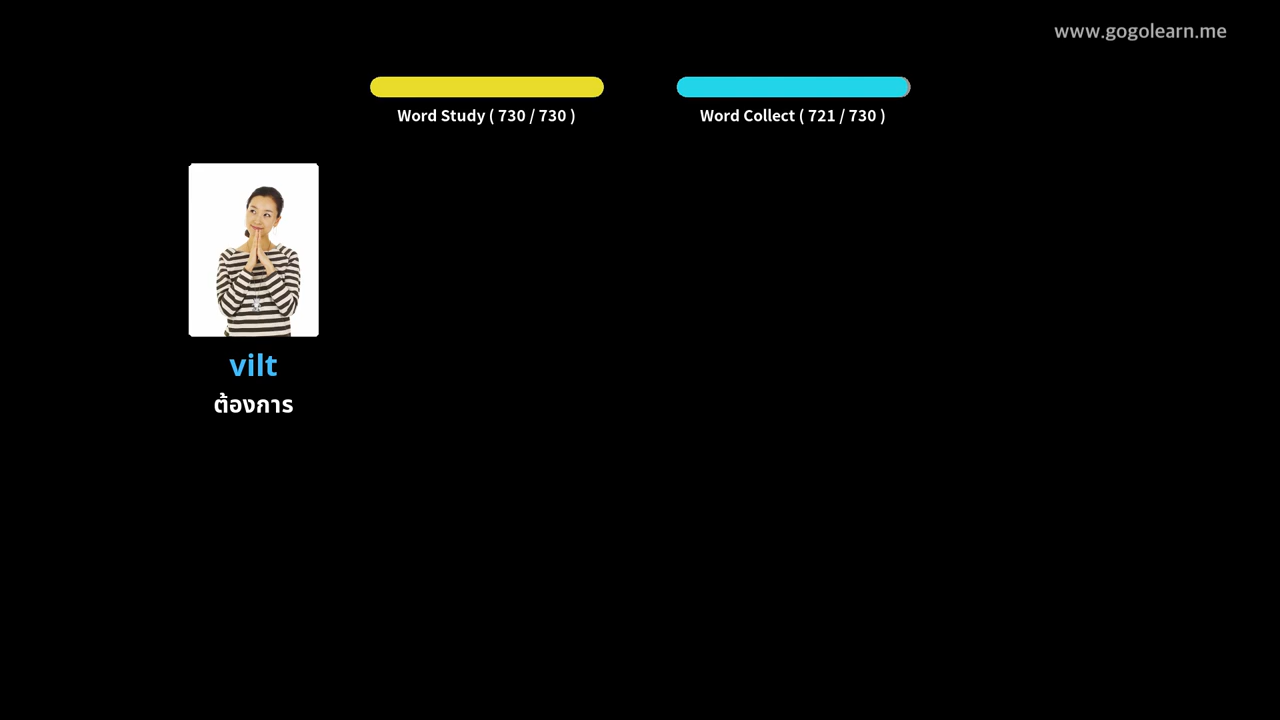 www.gogolearn.me
Word Study ( 730 / 730 )
Word Collect ( 721 / 730 )
vilt
ต้องการ